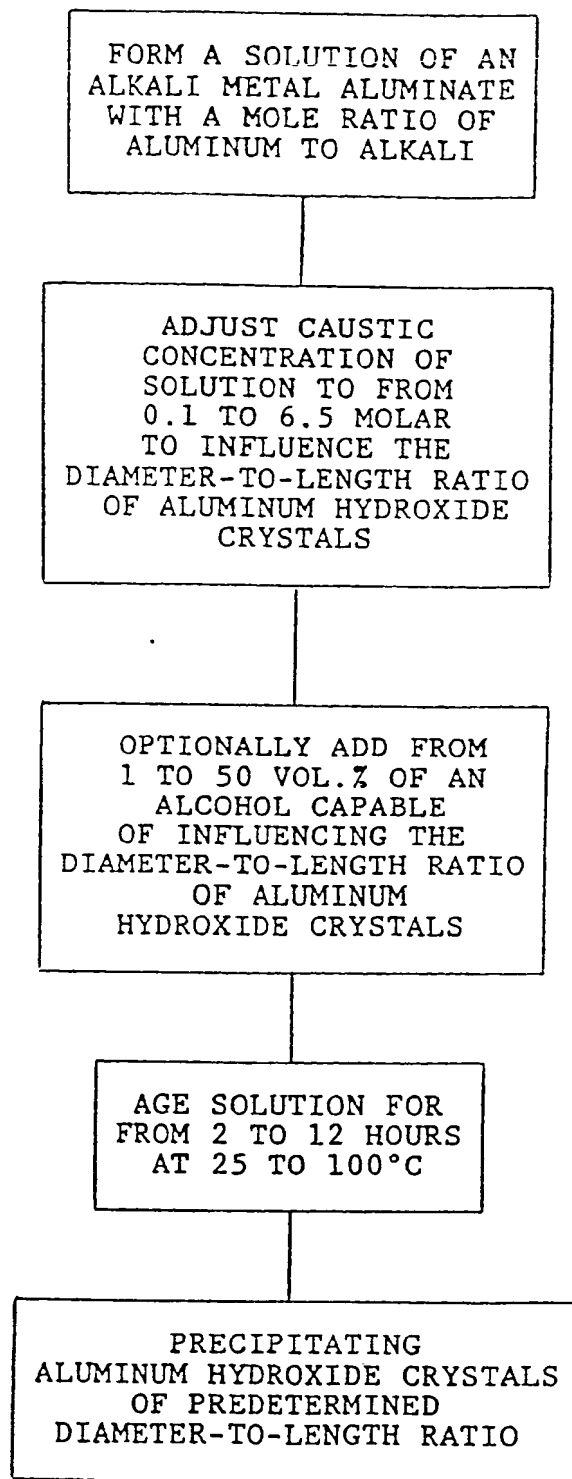 FORM A SOLUTION OF AN
ALKALI METAL ALUMINATE
WITH A MOLE RATIO OF
ALUMINUM TO ALKALI
ADJUST CAUSTIC
CONCENTRATION OF
SOLUTION TO FROM
0.1 TO 6.5 MOLAR
TO INFLUENCE THE
DIAMETER-TO-LENGTH RATIO
OF ALUMINUM HYDROXIDE
CRYSTALS
OPTIONALLY ADD FROM
1 TO 50 VOL.% OF AN
ALCOHOL CAPABLE
OF INFLUENCING THE
DIAMETER-TO-LENGTH RATIO
OF ALUMINUM
HYDROXIDE CRYSTALS
AGE SOLUTION FOR
FROM 2 TO 12 HOURS
AT 25 TO 100°C
PRECIPITATING
ALUMINUM HYDROXIDE CRYSTALS
OF PREDETERMINED
DIAMETER-TO-LENGTH RATIO